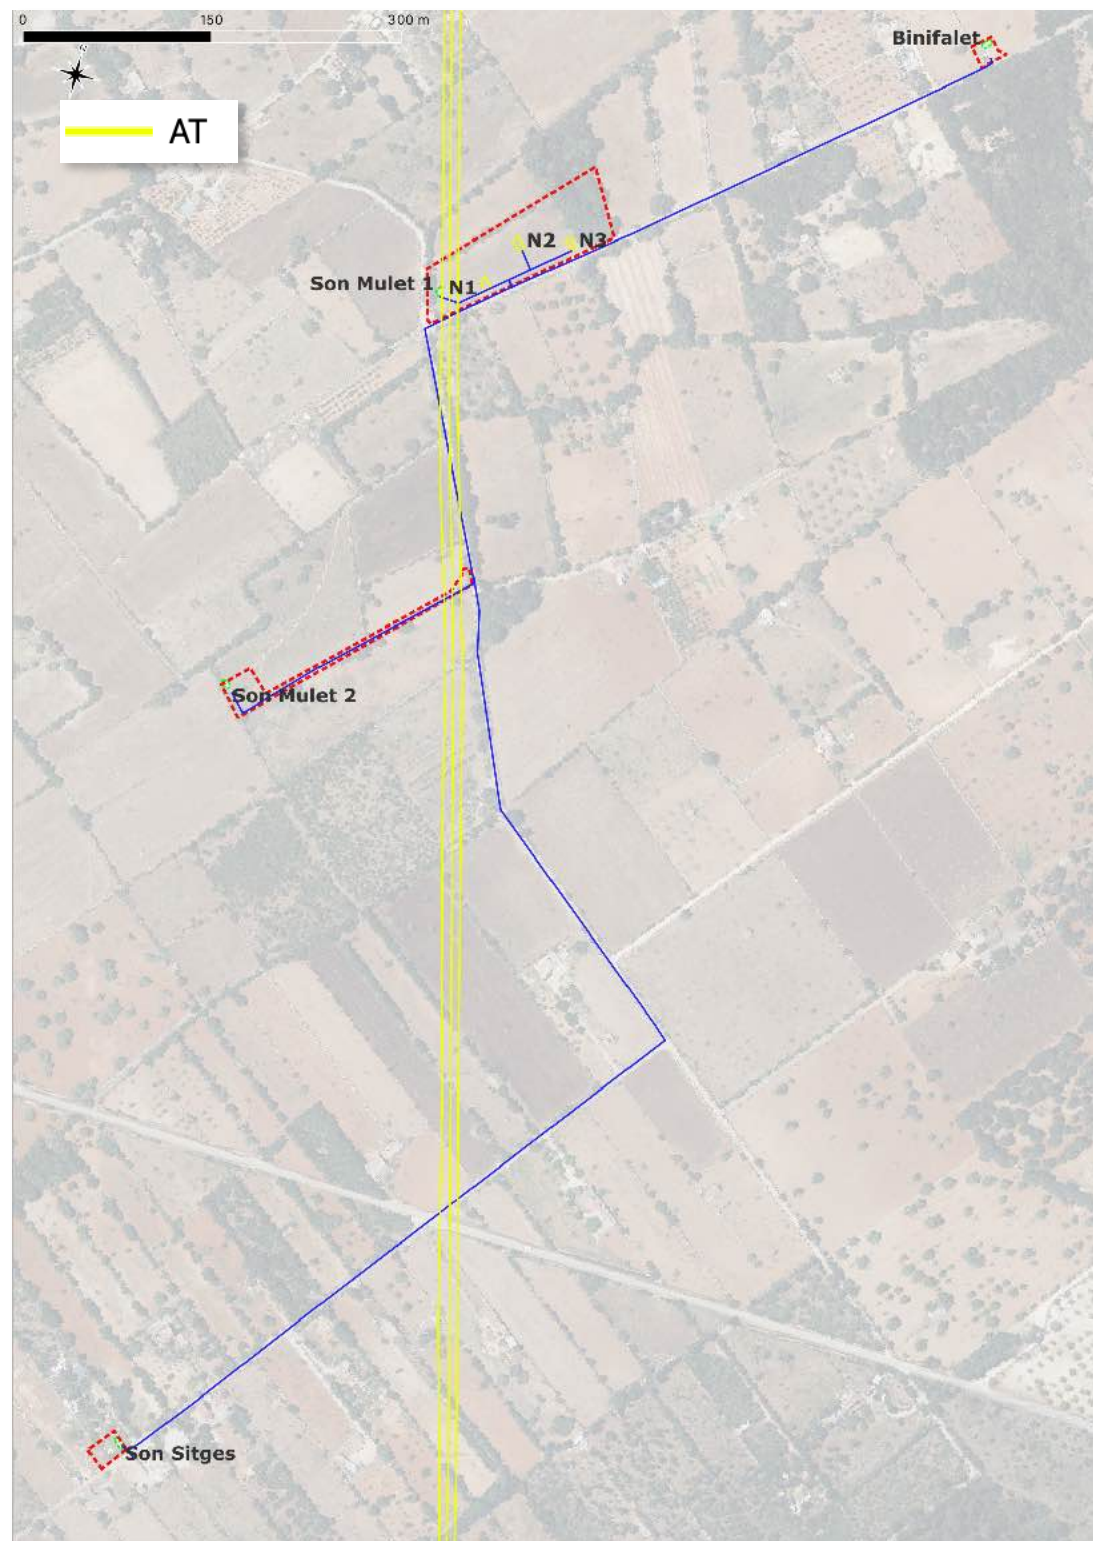 0 150 300 m
Binifalet
AT
N2 N3
Son Mulet 1 N1
Son Mulet 2
Son Sitges